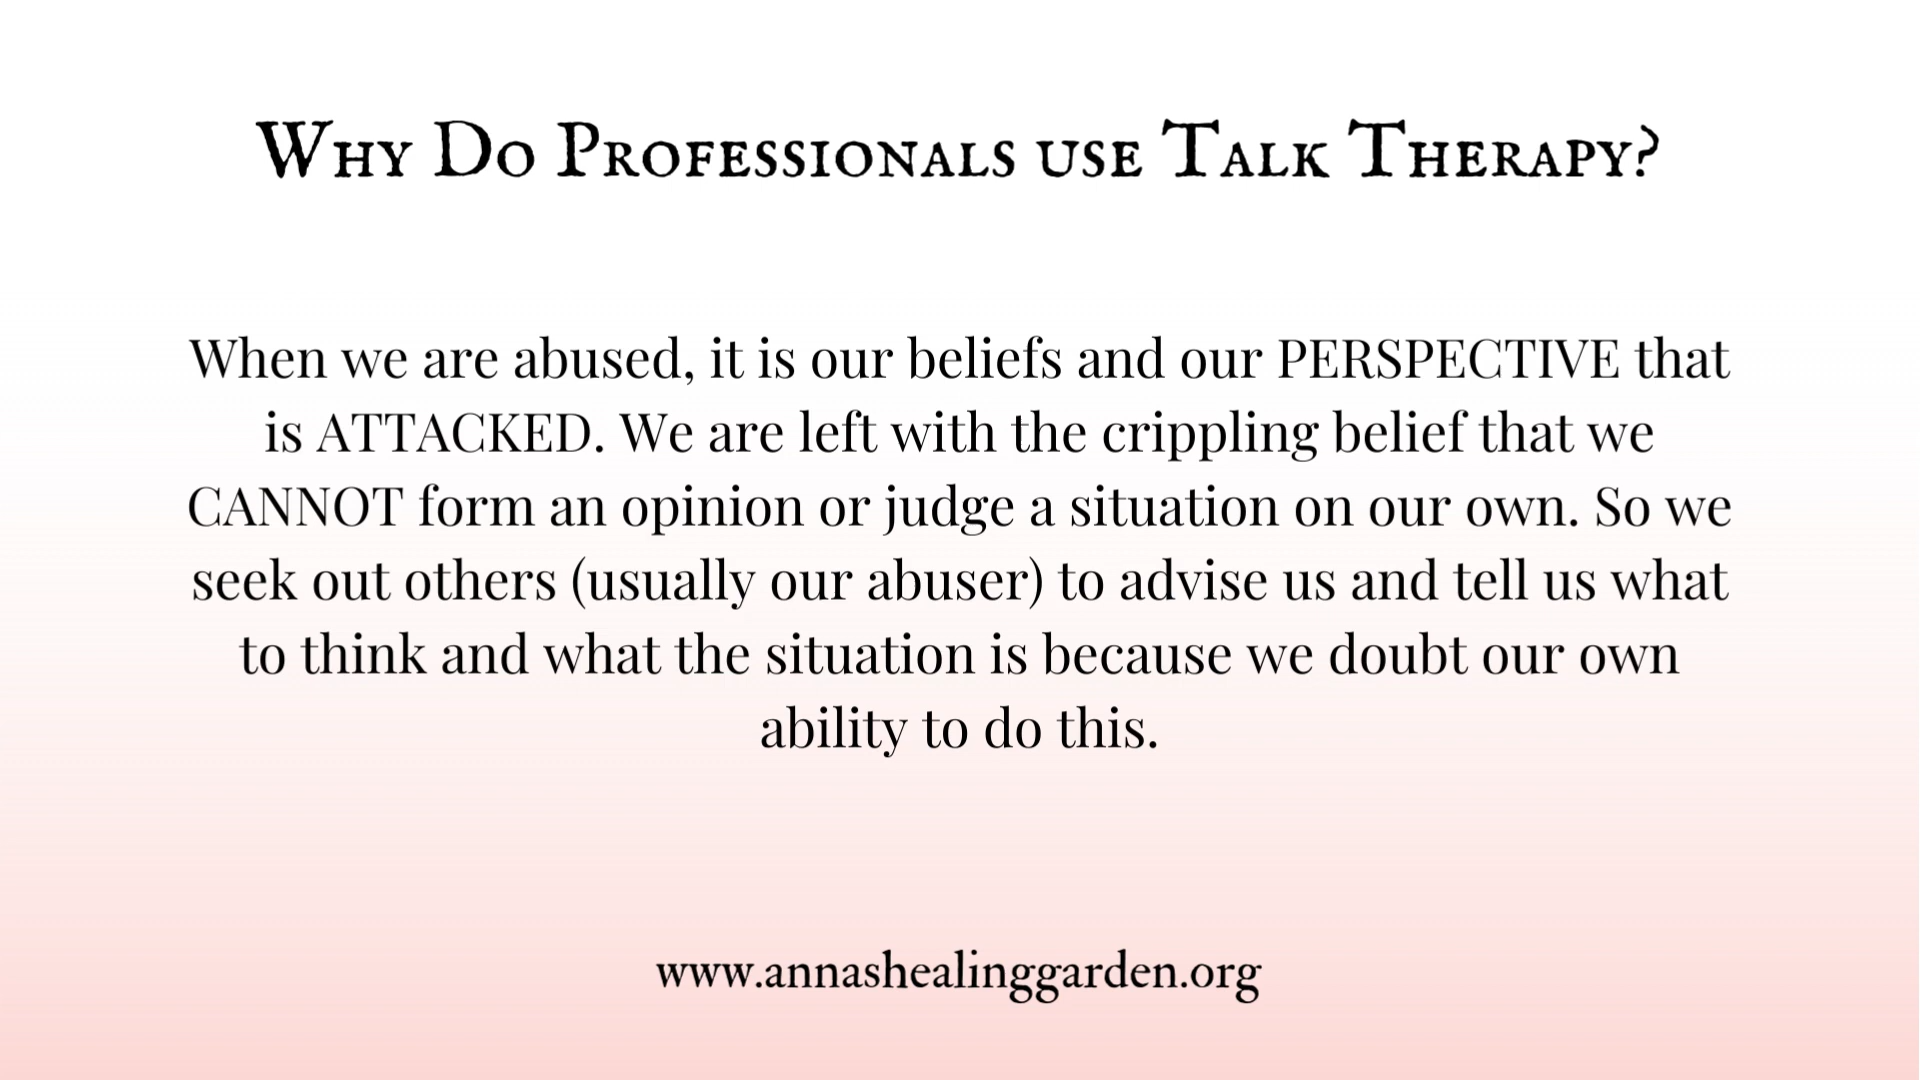 Why Do Professionals use Talk Therapy?
When we are abused, it is our beliefs and our PERSPECTIVE that
is ATTACKED. We are left with the crippling belief that we
CANNOT form an opinion or judge a situation on our own. So we
seek out others (usually our abuser) to advise us and tell us what
to think and what the situation is because we doubt our own
ability to do this.
www.annashealinggarden.org